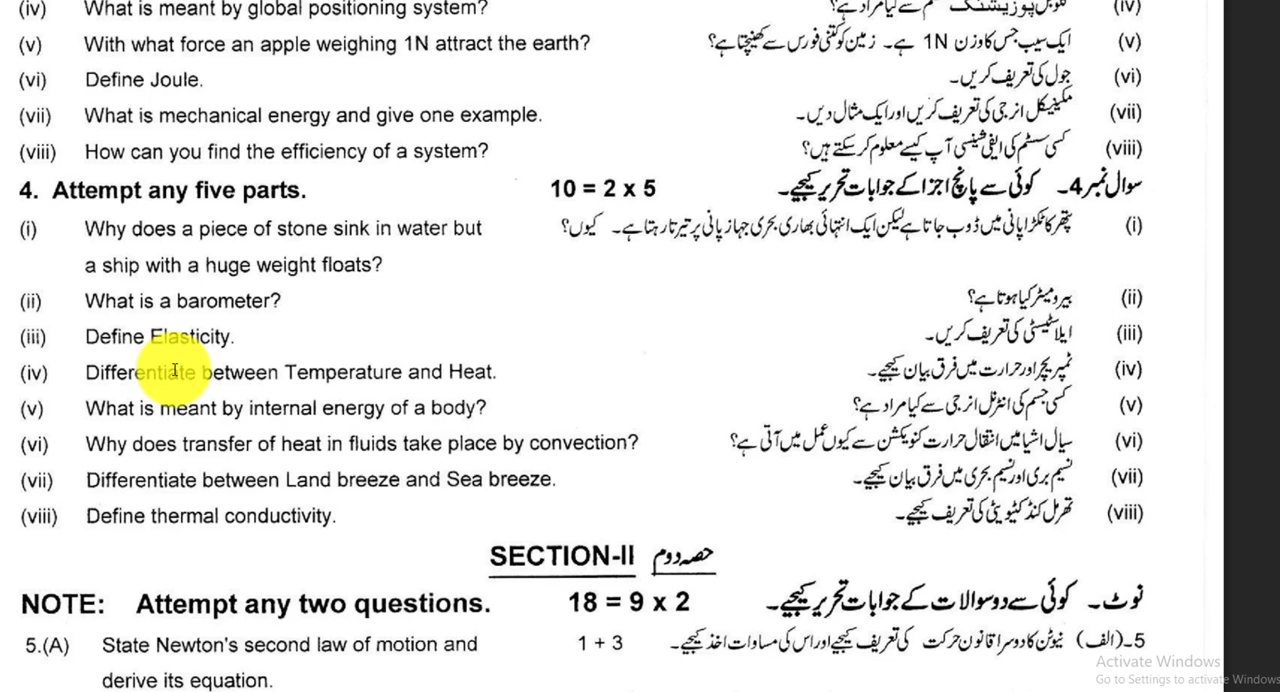 (iv) What is meant by global positioning system? گلوبل پوزیشننگ سسٹم سے کیا مراد ہے؟ (iv)
(v) With what force an apple weighing 1N attract the earth? ایک سیب جس کا وزن 1N ہے۔ زمین کو کتنی فورس سے کھینچتا ہے؟ (v)
(vi) Define Joule. جول کی تعریف کریں۔ (vi)
(vii) What is mechanical energy and give one example. مکینیکل انرجی کی تعریف کریں اور ایک مثال دیں۔ (vii)
(viii) How can you find the efficiency of a system? کسی سسٹم کی ایفی شینسی آپ کیسے معلوم کر سکتے ہیں؟ (viii)
4. Attempt any five parts. 10 = 2 x 5 سوال نمبر 4۔ کوئی سے پانچ اجزا کے جوابات تحریر کیجیے۔
(i) Why does a piece of stone sink in water but پتھر کا ٹکڑا پانی میں ڈوب جاتا ہے لیکن ایک انتہائی بھاری بحری جہاز پانی پر تیرتا رہتا ہے۔ کیوں؟ (i)
a ship with a huge weight floats?
(ii) What is a barometer? بیرومیٹر کیا ہوتا ہے؟ (ii)
(iii) Define Elasticity. ایلاسٹیسٹی کی تعریف کریں۔ (iii)
(iv) Differentiate between Temperature and Heat. ٹمپریچر اور حرارت میں فرق بیان کیجیے۔ (iv)
(v) What is meant by internal energy of a body? کسی جسم کی انٹرنل انرجی سے کیا مراد ہے؟ (v)
(vi) Why does transfer of heat in fluids take place by convection? سیال اشیا میں انتقال حرارت کنویکشن سے کیوں عمل میں آتی ہے؟ (vi)
(vii) Differentiate between Land breeze and Sea breeze. نسیم بری اور نسیم بحری میں فرق بیان کیجیے۔ (vii)
(viii) Define thermal conductivity. تھرمل کنڈکٹیویٹی کی تعریف کیجیے۔ (viii)
SECTION-II حصہ دوم
NOTE: Attempt any two questions. 18 = 9 x 2 نوٹ۔ کوئی سے دو سوالات کے جوابات تحریر کیجیے۔
5.(A) State Newton's second law of motion and 1 + 3 5۔(الف) نیوٹن کا دوسرا قانون حرکت کی تعریف کیجیے اور اس کی مساوات اخذ کیجیے۔
derive its equation.
Activate Windows
Go to Settings to activate Windows